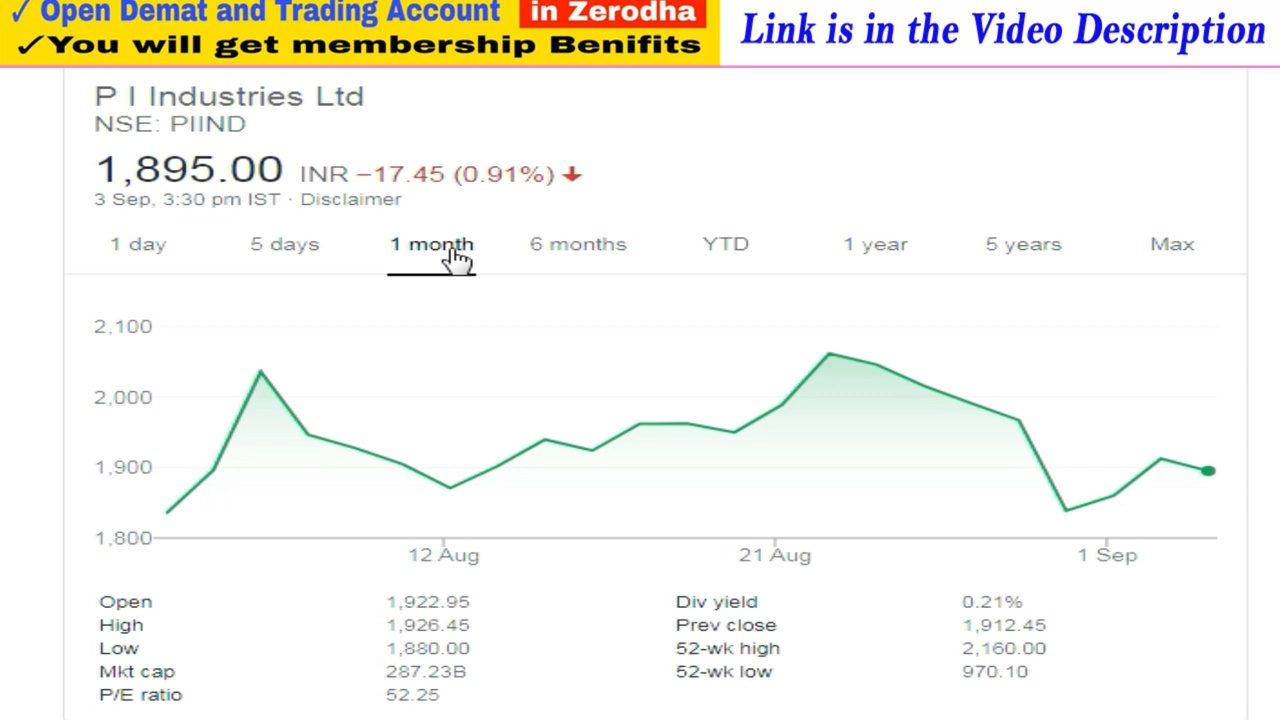 ✓ Open Demat and Trading Account in Zerodha
✓You will get membership Benifits
Link is in the Video Description
P I Industries Ltd
NSE: PIIND
1,895.00 INR −17.45 (0.91%) ↓
3 Sep, 3:30 pm IST · Disclaimer
1 day 5 days 1 month 6 months YTD 1 year 5 years Max
2,100
2,000
1,900
1,800
12 Aug 21 Aug 1 Sep
Open 1,922.95 Div yield 0.21%
High 1,926.45 Prev close 1,912.45
Low 1,880.00 52-wk high 2,160.00
Mkt cap 287.23B 52-wk low 970.10
P/E ratio 52.25